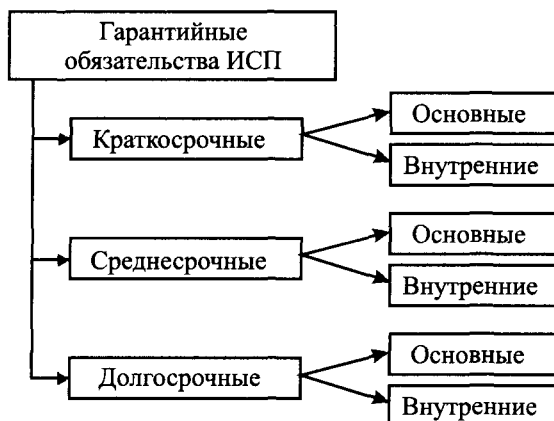 Гарантийные
обязательства ИСП
Краткосрочные
Основные
Внутренние
Среднесрочные
Основные
Внутренние
Долгосрочные
Основные
Внутренние